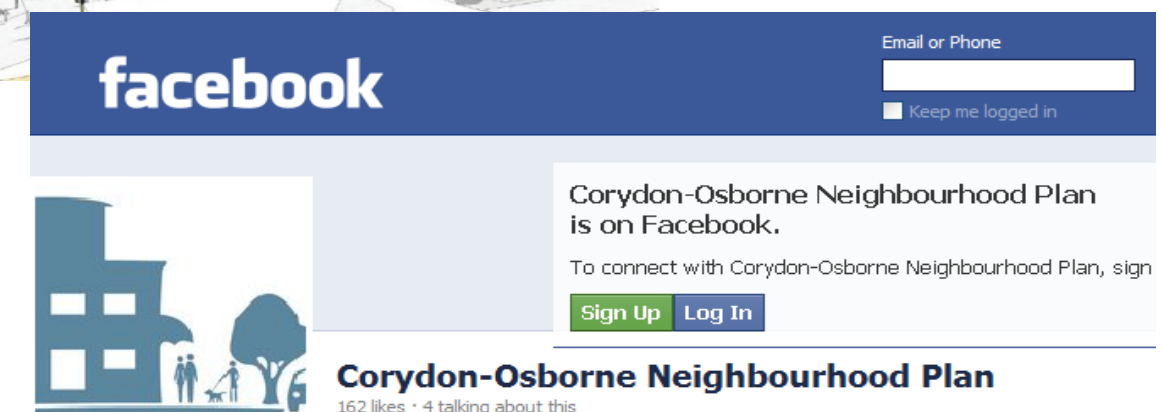 facebook
Email or Phone
Keep me logged in
Corydon-Osborne Neighbourhood Plan
is on Facebook.
To connect with Corydon-Osborne Neighbourhood Plan, sign
Sign Up Log In
Corydon-Osborne Neighbourhood Plan
162 likes · 4 talking about this